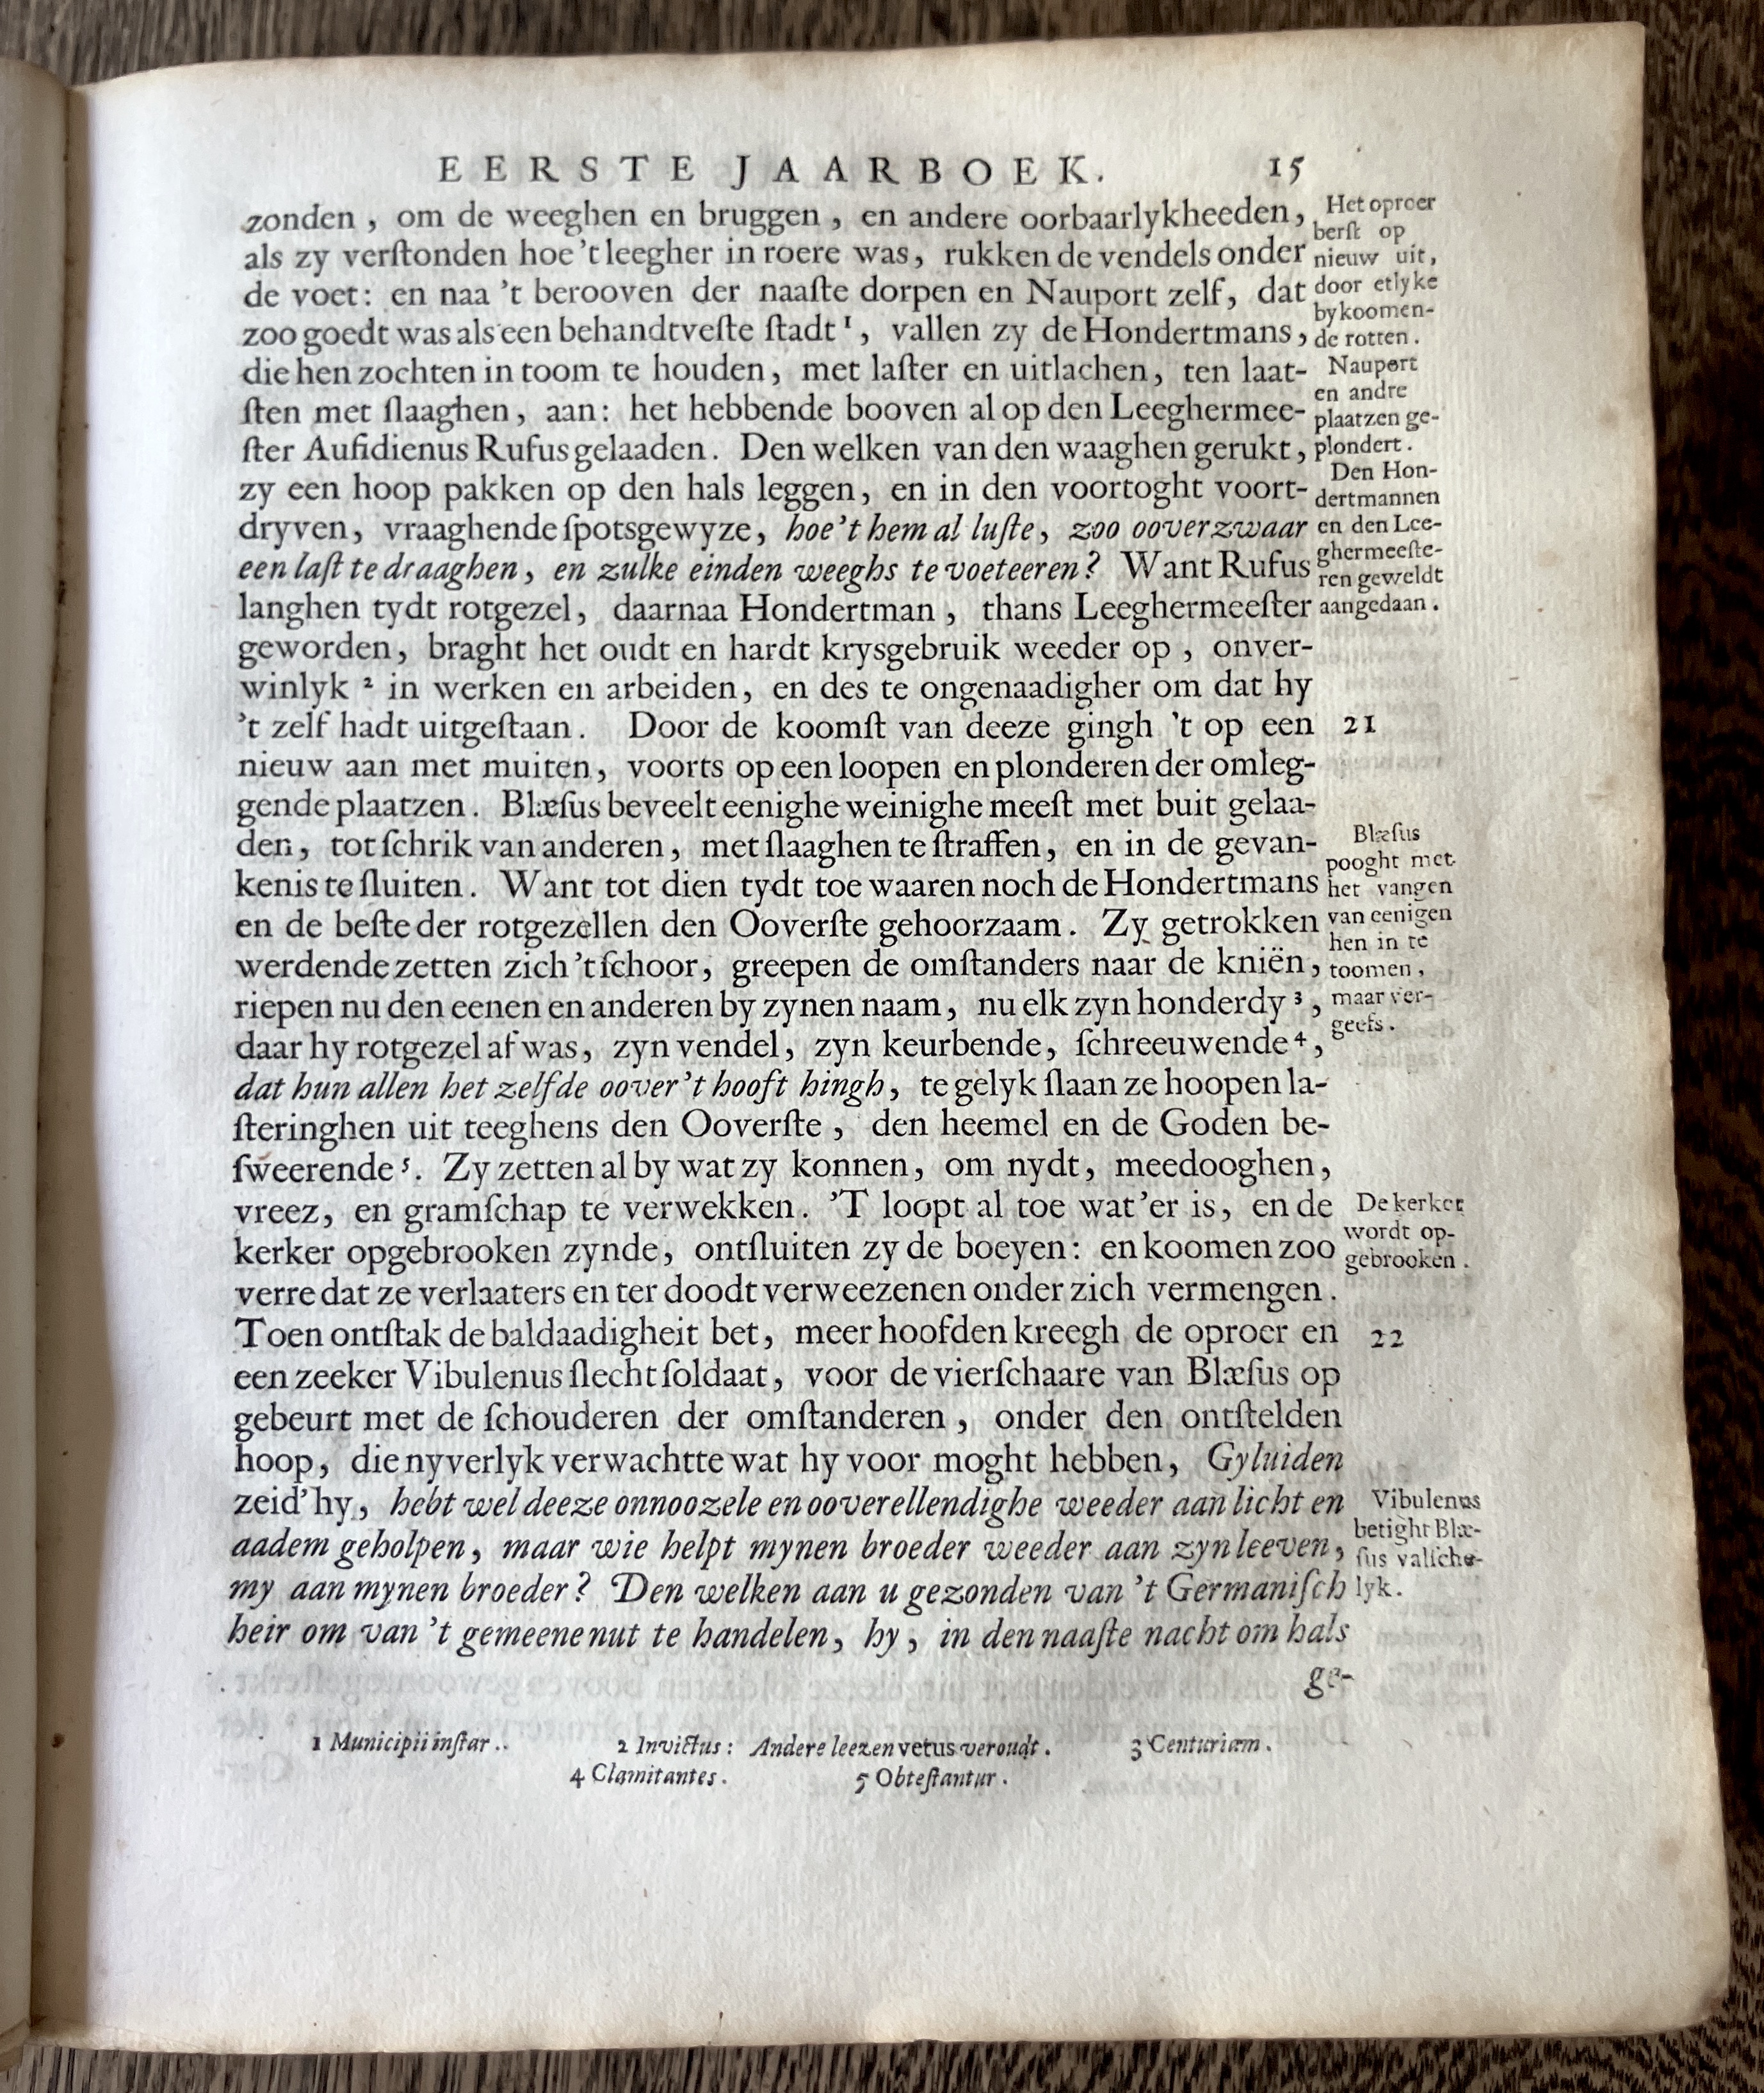 EERSTE JAARBOEK. 15
zonden, om de weeghen en bruggen, en andere oorbaarlykheeden,
als zy verſtonden hoe 't leegher in roere was, rukken de vendels onder
de voet: en naa 't berooven der naaſte dorpen en Nauport zelf, dat
zoo goedt was als een behandtveſte ſtadt ¹, vallen zy de Hondertmans,
die hen zochten in toom te houden, met laſter en uitlachen, ten laat-
ſten met ſlaaghen, aan: het hebbende booven al op den Leeghermee-
ſter Aufidienus Rufus gelaaden. Den welken van den waaghen gerukt,
zy een hoop pakken op den hals leggen, en in den voortoght voort-
dryven, vraaghende ſpotsgewyze, hoe 't hem al luſte, zoo ooverzwaar
een laſt te draaghen, en zulke einden weeghs te voeteeren? Want Rufus
langhen tydt rotgezel, daarnaa Hondertman, thans Leeghermeeſter
geworden, braght het oudt en hardt krysgebruik weeder op, onver-
winlyk ² in werken en arbeiden, en des te ongenaadigher om dat hy
't zelf hadt uitgeſtaan. Door de koomſt van deeze gingh 't op een
nieuw aan met muiten, voorts op een loopen en plonderen der omleg-
gende plaatzen. Blæſus beveelt eenighe weinighe meeſt met buit gelaa-
den, tot ſchrik van anderen, met ſlaaghen te ſtraffen, en in de gevan-
kenis te ſluiten. Want tot dien tydt toe waaren noch de Hondertmans
en de beſte der rotgezellen den Ooverſte gehoorzaam. Zy getrokken
werdende zetten zich 't ſchoor, greepen de omſtanders naar de kniën,
riepen nu den eenen en anderen by zynen naam, nu elk zyn honderdy ³,
daar hy rotgezel af was, zyn vendel, zyn keurbende, ſchreeuwende ⁴,
dat hun allen het zelfde oover 't hooft hingh, te gelyk ſlaan ze hoopen la-
ſteringhen uit teeghens den Ooverſte, den heemel en de Goden be-
ſweerende ⁵. Zy zetten al by wat zy konnen, om nydt, meedooghen,
vreez, en gramſchap te verwekken. 'T loopt al toe wat 'er is, en de
kerker opgebrooken zynde, ontſluiten zy de boeyen: en koomen zoo
verre dat ze verlaaters en ter doodt verweezenen onder zich vermengen.
Toen ontſtak de baldaadigheit bet, meer hoofden kreegh de oproer en
een zeeker Vibulenus ſlecht ſoldaat, voor de vierſchaare van Blæſus op
gebeurt met de ſchouderen der omſtanderen, onder den ontſtelden
hoop, die nyverlyk verwachtte wat hy voor moght hebben, Gyluiden
zeid' hy, hebt wel deeze onnoozele en ooverellendighe weeder aan licht en
aadem geholpen, maar wie helpt mynen broeder weeder aan zyn leeven,
my aan mynen broeder? Den welken aan u gezonden van 't Germaniſch
heir om van 't gemeene nut te handelen, hy, in den naaſte nacht om hals
ge-
Het oproer
berſt op
nieuw uit,
door etlyke
bykoomen-
de rotten.
Nauport
en andre
plaatzen ge-
plondert.
Den Hon-
dertmannen
en den Lee-
ghermeeſte-
ren geweldt
aangedaan.
21
Blæſus
pooght met
het vangen
van eenigen
hen in te
toomen,
maar ver-
geefs.
De kerker
wordt op-
gebrooken.
22
Vibulenus
betight Blæ-
ſus valſche-
lyk.
1 Municipii inſtar. 2 Invictus: Andere leezen vetus veroudt. 3 Centuriam.
4 Clamitantes. 5 Obteſtantur.